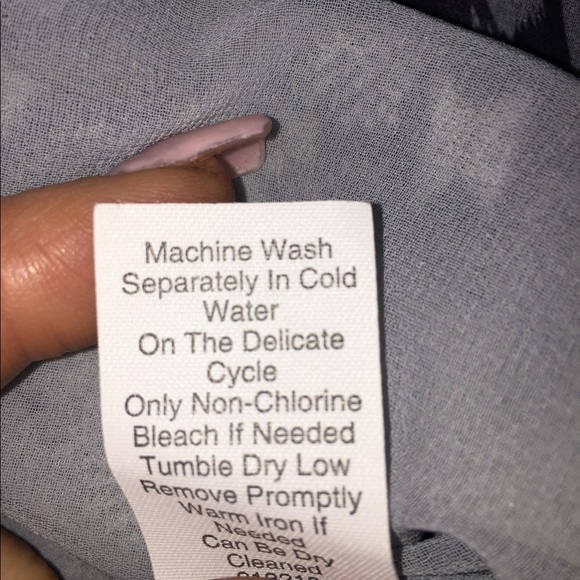 Machine Wash
Separately In Cold
Water
On The Delicate
Cycle
Only Non-Chlorine
Bleach If Needed
Tumble Dry Low
Remove Promptly
Warm Iron If
Needed
Can Be Dry
Cleaned